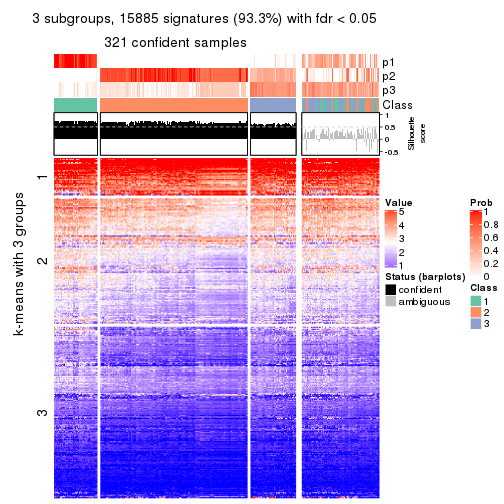 3 subgroups, 15885 signatures (93.3%) with fdr < 0.05
321 confident samples
p1
p2
p3
Class
1
0.5
0
-0.5
Silhouette
score
k-means with 3 groups
1
2
3
Value
5
4
3
2
1
Status (barplots)
confident
ambiguous
Prob
1
0.8
0.6
0.4
0.2
0
Class
1
2
3